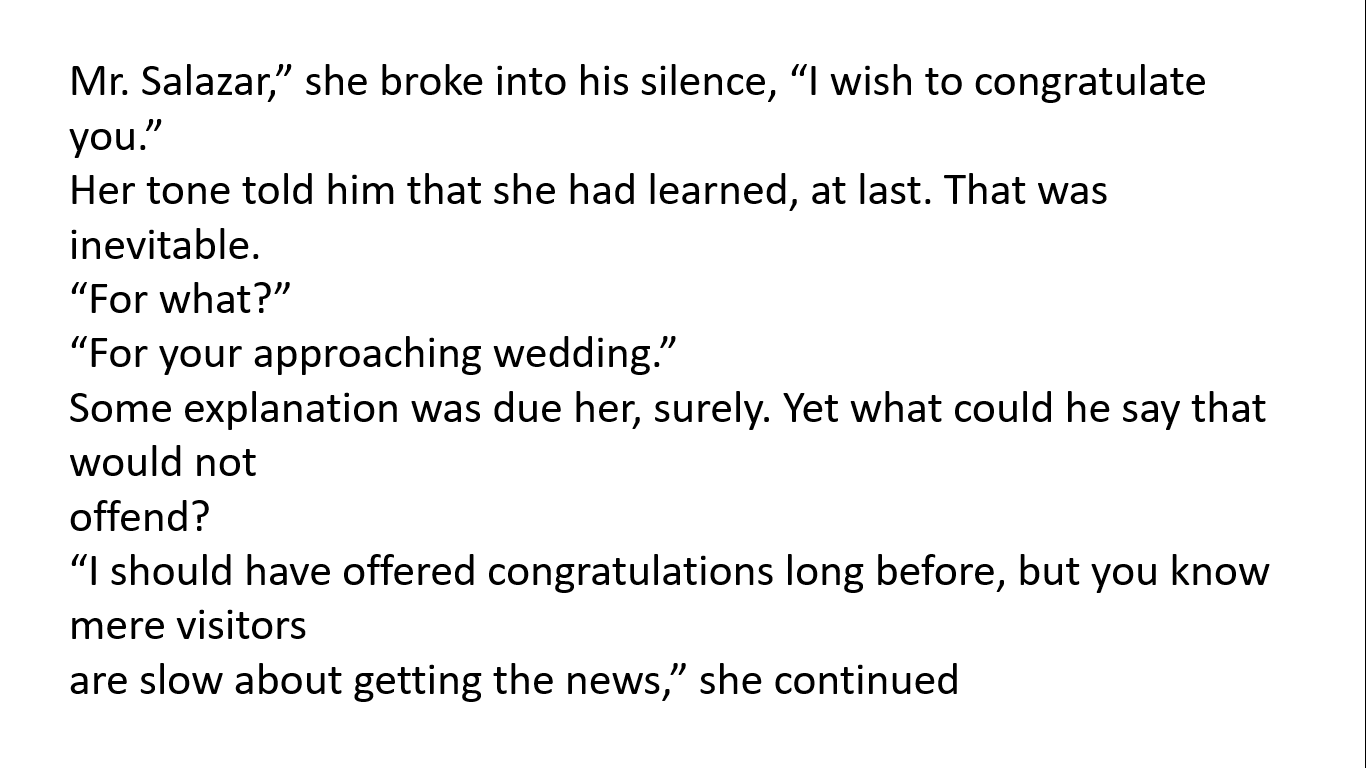 Mr. Salazar,” she broke into his silence, “I wish to congratulate
you.”
Her tone told him that she had learned, at last. That was
inevitable.
“For what?”
“For your approaching wedding.”
Some explanation was due her, surely. Yet what could he say that
would not
offend?
“I should have offered congratulations long before, but you know
mere visitors
are slow about getting the news,” she continued